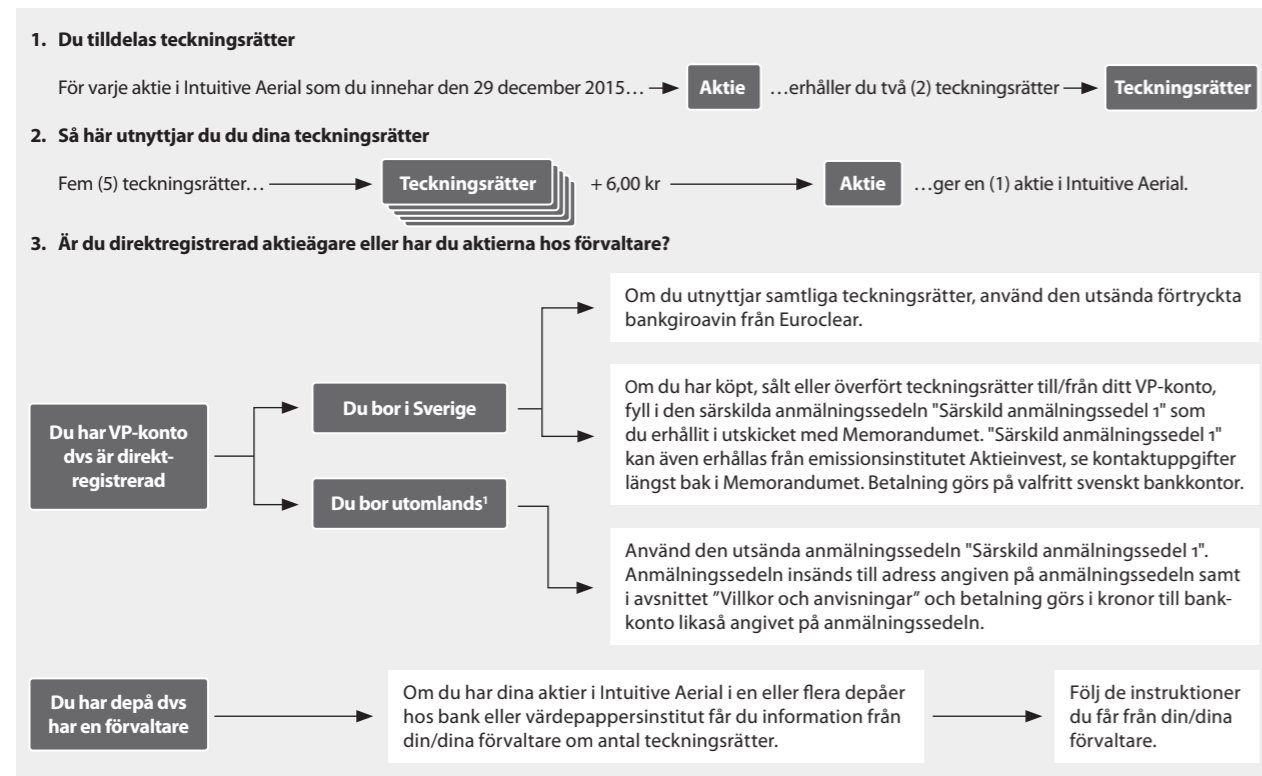 1. Du tilldelas teckningsrätter
För varje aktie i Intuitive Aerial som du innehar den 29 december 2015… Aktie …erhåller du två (2) teckningsrätter Teckningsrätter
2. Så här utnyttjar du du dina teckningsrätter
Fem (5) teckningsrätter… Teckningsrätter + 6,00 kr Aktie …ger en (1) aktie i Intuitive Aerial.
3. Är du direktregistrerad aktieägare eller har du aktierna hos förvaltare?
Du har VP-konto
dvs är direkt-
registrerad
Du bor i Sverige
Om du utnyttjar samtliga teckningsrätter, använd den utsända förtryckta
bankgiroavin från Euroclear.
Om du har köpt, sålt eller överfört teckningsrätter till/från ditt VP-konto,
fyll i den särskilda anmälningssedeln "Särskild anmälningssedel 1" som
du erhållit i utskicket med Memorandumet. "Särskild anmälningssedel 1"
kan även erhållas från emissionsinstitutet Aktieinvest, se kontaktuppgifter
längst bak i Memorandumet. Betalning görs på valfritt svenskt bankkontor.
Du bor utomlands¹
Använd den utsända anmälningssedeln "Särskild anmälningssedel 1".
Anmälningssedeln insänds till adress angiven på anmälningssedeln samt
i avsnittet ”Villkor och anvisningar” och betalning görs i kronor till bank-
konto likaså angivet på anmälningssedeln.
Du har depå dvs
har en förvaltare
Om du har dina aktier i Intuitive Aerial i en eller flera depåer
hos bank eller värdepappersinstitut får du information från
din/dina förvaltare om antal teckningsrätter.
Följ de instruktioner
du får från din/dina
förvaltare.